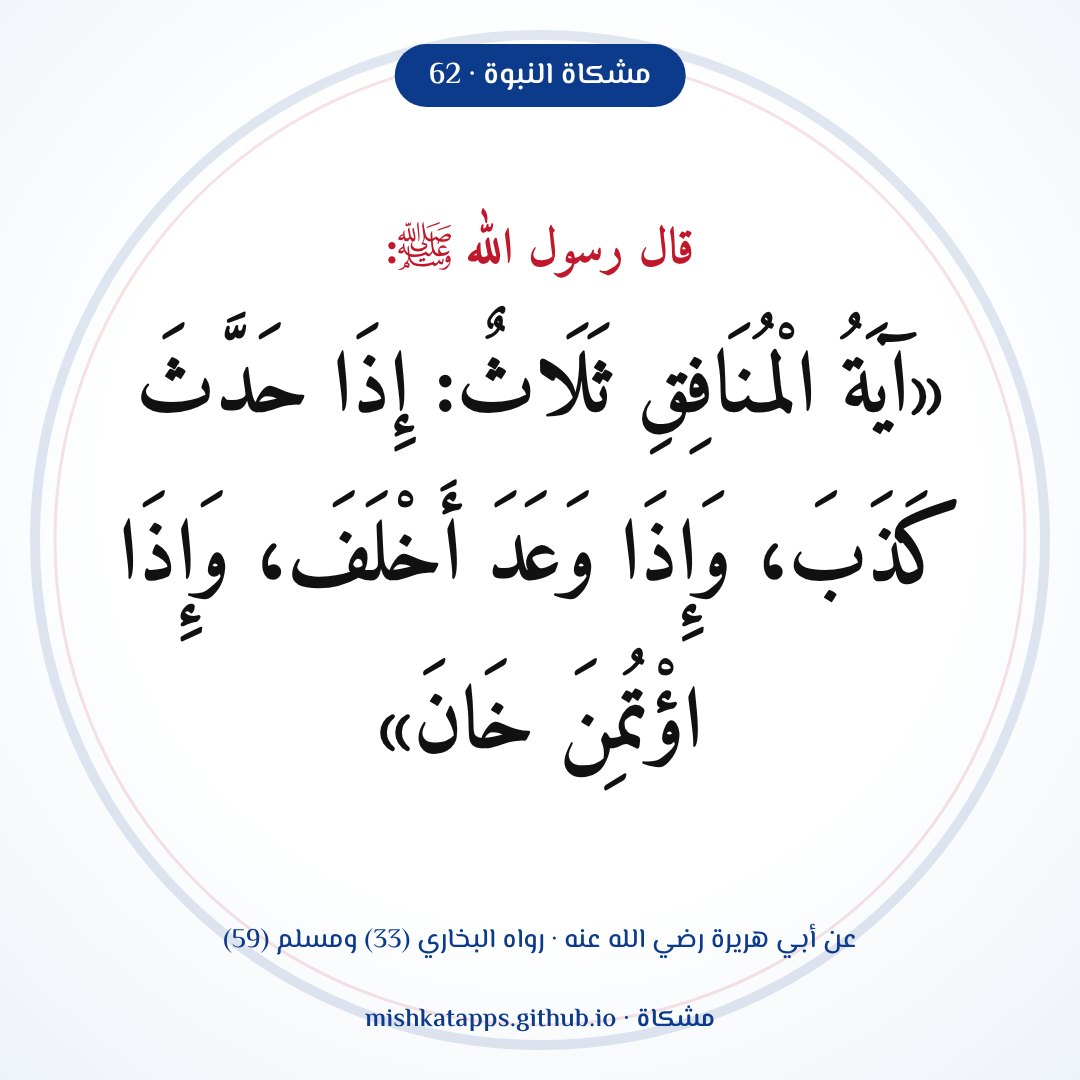 مشكاة النبوة · 62
قال رسول الله ﷺ:
«آيَةُ الْمُنَافِقِ ثَلَاثٌ: إِذَا حَدَّثَ
كَذَبَ، وَإِذَا وَعَدَ أَخْلَفَ، وَإِذَا
اؤْتُمِنَ خَانَ»
عن أبي هريرة رضي الله عنه · رواه البخاري (33) ومسلم (59)
مشكاة · mishkatapps.github.io